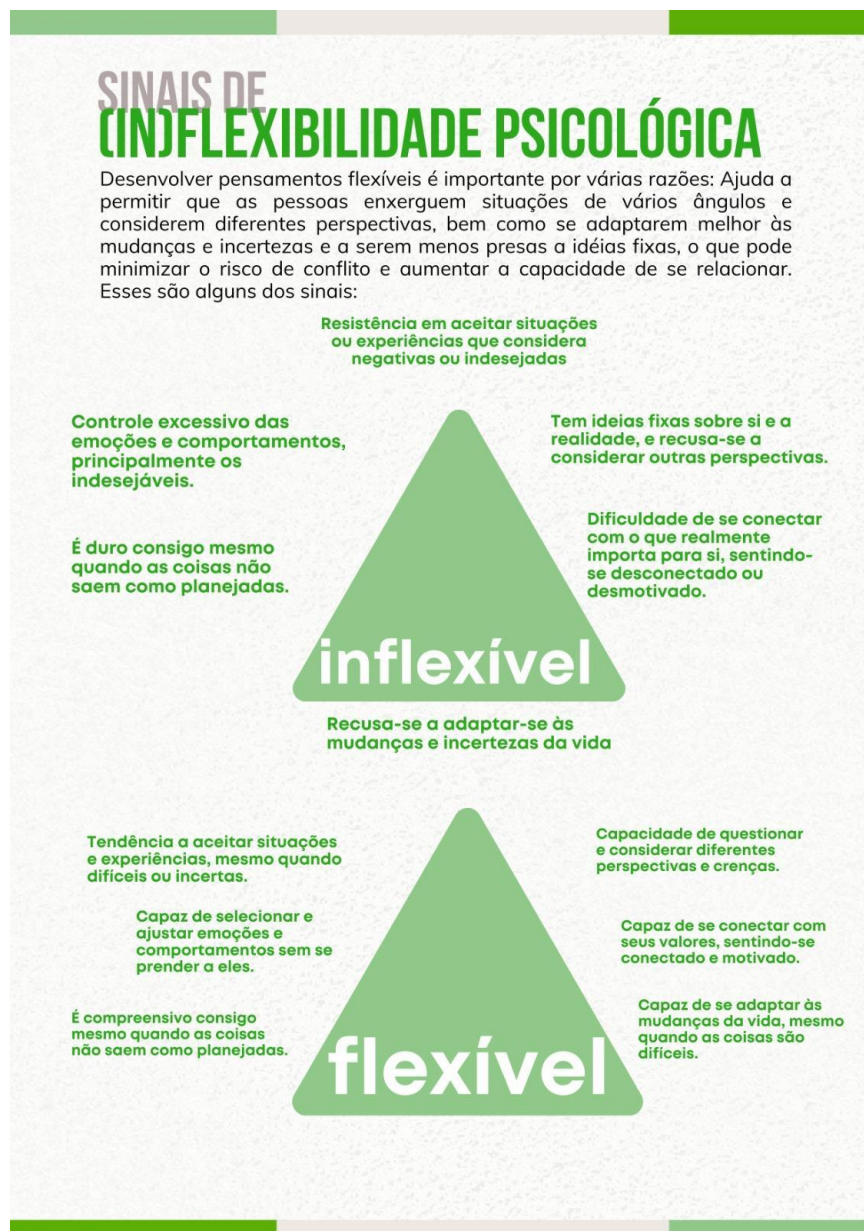 SINAIS DE
(IN)FLEXIBILIDADE PSICOLÓGICA
Desenvolver pensamentos flexíveis é importante por várias razões: Ajuda a
permitir que as pessoas enxerguem situações de vários ângulos e
considerem diferentes perspectivas, bem como se adaptarem melhor às
mudanças e incertezas e a serem menos presas a idéias fixas, o que pode
minimizar o risco de conflito e aumentar a capacidade de se relacionar.
Esses são alguns dos sinais:
Resistência em aceitar situações
ou experiências que considera
negativas ou indesejadas
Controle excessivo das
emoções e comportamentos,
principalmente os
indesejáveis.
Tem ideias fixas sobre si e a
realidade, e recusa-se a
considerar outras perspectivas.
É duro consigo mesmo
quando as coisas não
saem como planejadas.
Dificuldade de se conectar
com o que realmente
importa para si, sentindo-
se desconectado ou
desmotivado.
inflexível
Recusa-se a adaptar-se às
mudanças e incertezas da vida
Tendência a aceitar situações
e experiências, mesmo quando
difíceis ou incertas.
Capacidade de questionar
e considerar diferentes
perspectivas e crenças.
Capaz de selecionar e
ajustar emoções e
comportamentos sem se
prender a eles.
Capaz de se conectar com
seus valores, sentindo-se
conectado e motivado.
É compreensivo consigo
mesmo quando as coisas
não saem como planejadas.
Capaz de se adaptar às
mudanças da vida, mesmo
quando as coisas são
difíceis.
flexível